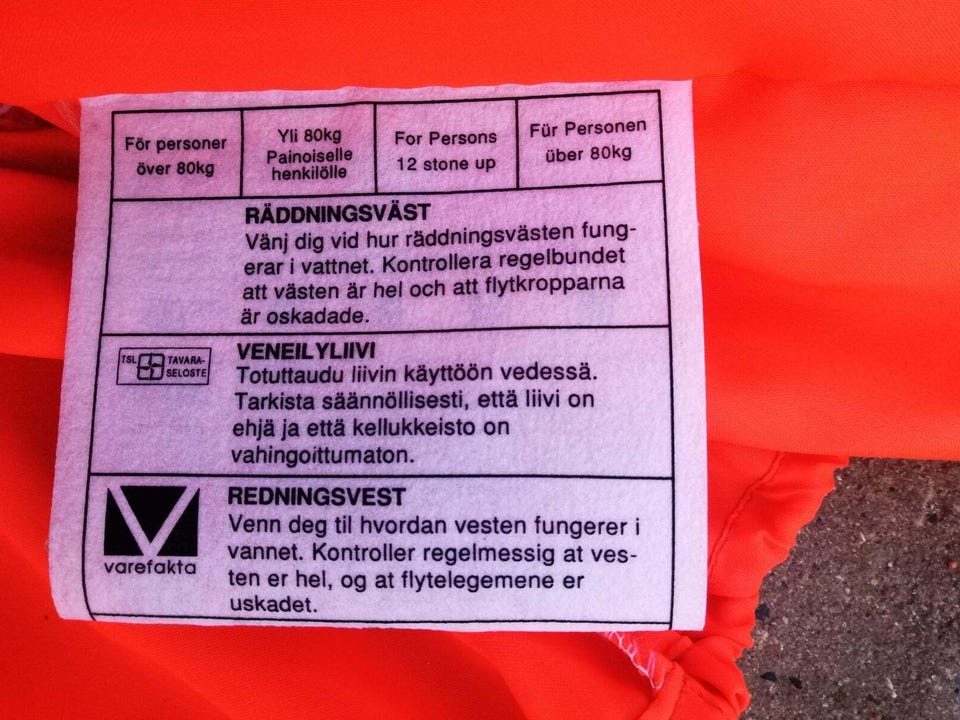 För personer
över 80kg
Yli 80kg
Painoiselle
henkilölle
For Persons
12 stone up
Für Personen
über 80kg
RÄDDNINGSVÄST
Vänj dig vid hur räddningsvästen fung-
erar i vattnet. Kontrollera regelbundet
att västen är hel och att flytkropparna
är oskadade.
TSL TAVARA-
SELOSTE
VENEILYLIIVI
Totuttaudu liivin käyttöön vedessä.
Tarkista säännöllisesti, että liivi on
ehjä ja että kellukkeisto on
vahingoittumaton.
varefakta
REDNINGSVEST
Venn deg til hvordan vesten fungerer i
vannet. Kontroller regelmessig at ves-
ten er hel, og at flytelegemene er
uskadet.